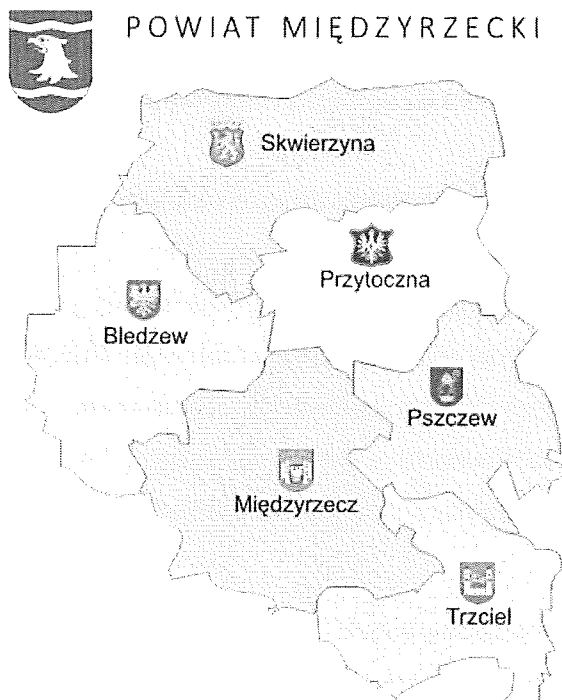 POWIAT MIĘDZYRZECKI
Skwierzyna
Przytoczna
Bledzew
Pszczew
Międzyrzecz
Trzciel